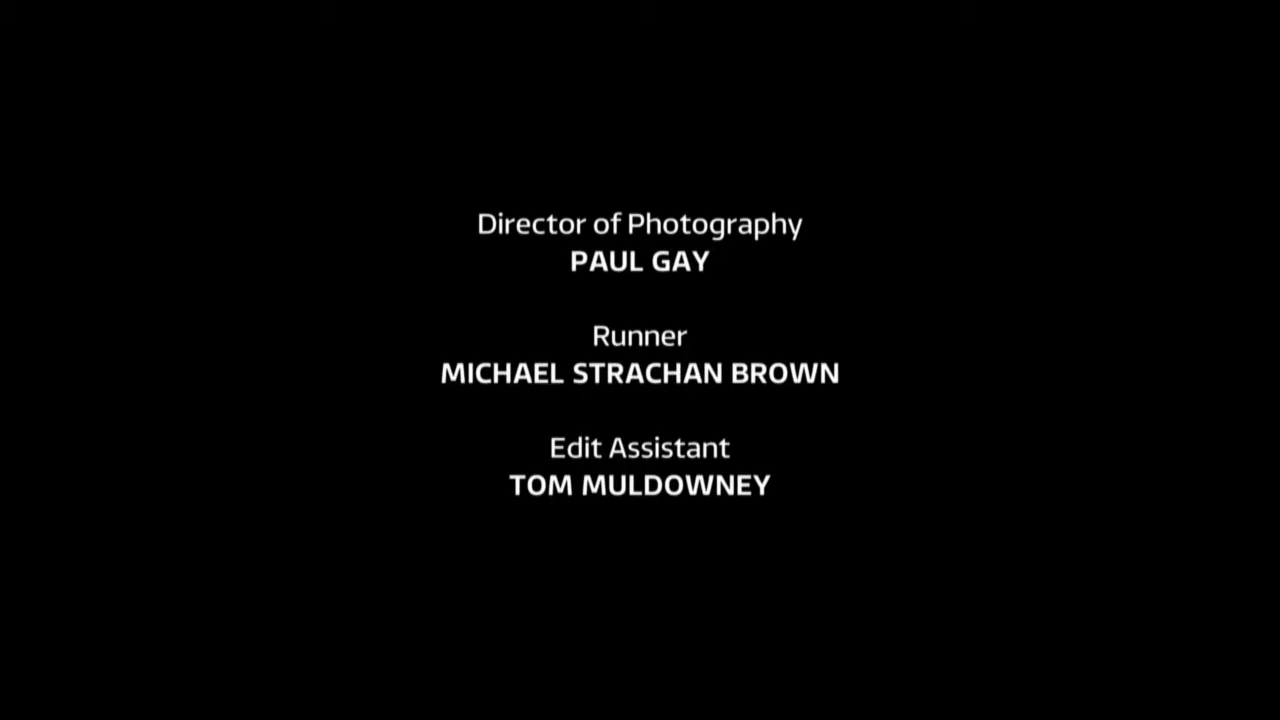 Director of Photography
PAUL GAY
Runner
MICHAEL STRACHAN BROWN
Edit Assistant
TOM MULDOWNEY